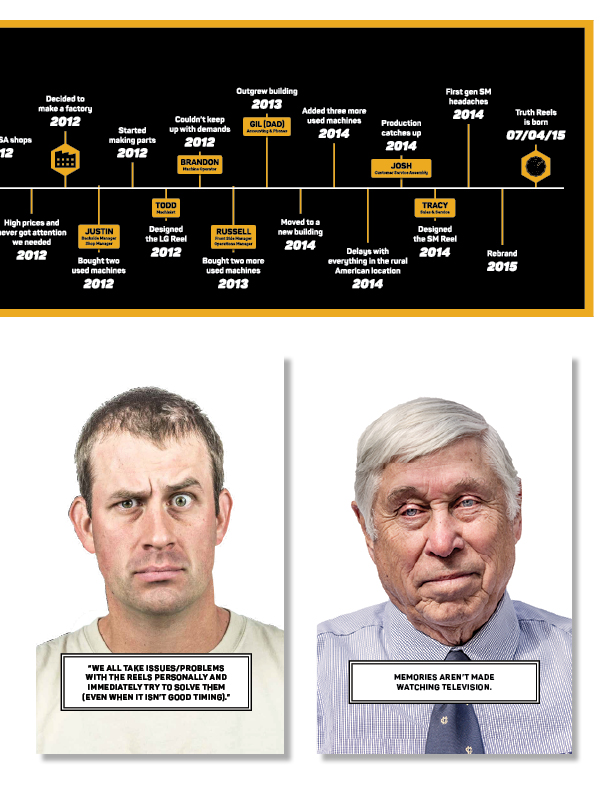 Decided to
make a factory
2012
SA shops
12
Started
making parts
2012
Couldn't keep
up with demands
2012
BRANDON
Machine Operator
Outgrew building
2013
GIL (DAD)
Accounting & Finance
Added three more
used machines
2014
Production
catches up
2014
JOSH
Customer Service Assembly
First gen SM
headaches
2014
Truth Reels
is born
07/04/15
High prices and
never got attention
we needed
2012
JUSTIN
Backside Manager
Shop Manager
Bought two
used machines
2012
TODD
Machinist
Designed
the LG Reel
2012
RUSSELL
Front Side Manager
Operations Manager
Bought two more
used machines
2013
Moved to a
new building
2014
Delays with
everything in the rural
American location
2014
TRACY
Sales & Service
Designed
the SM Reel
2014
Rebrand
2015
"WE ALL TAKE ISSUES/PROBLEMS
WITH THE REELS PERSONALLY AND
IMMEDIATELY TRY TO SOLVE THEM
(EVEN WHEN IT ISN'T GOOD TIMING)."
MEMORIES AREN'T MADE
WATCHING TELEVISION.